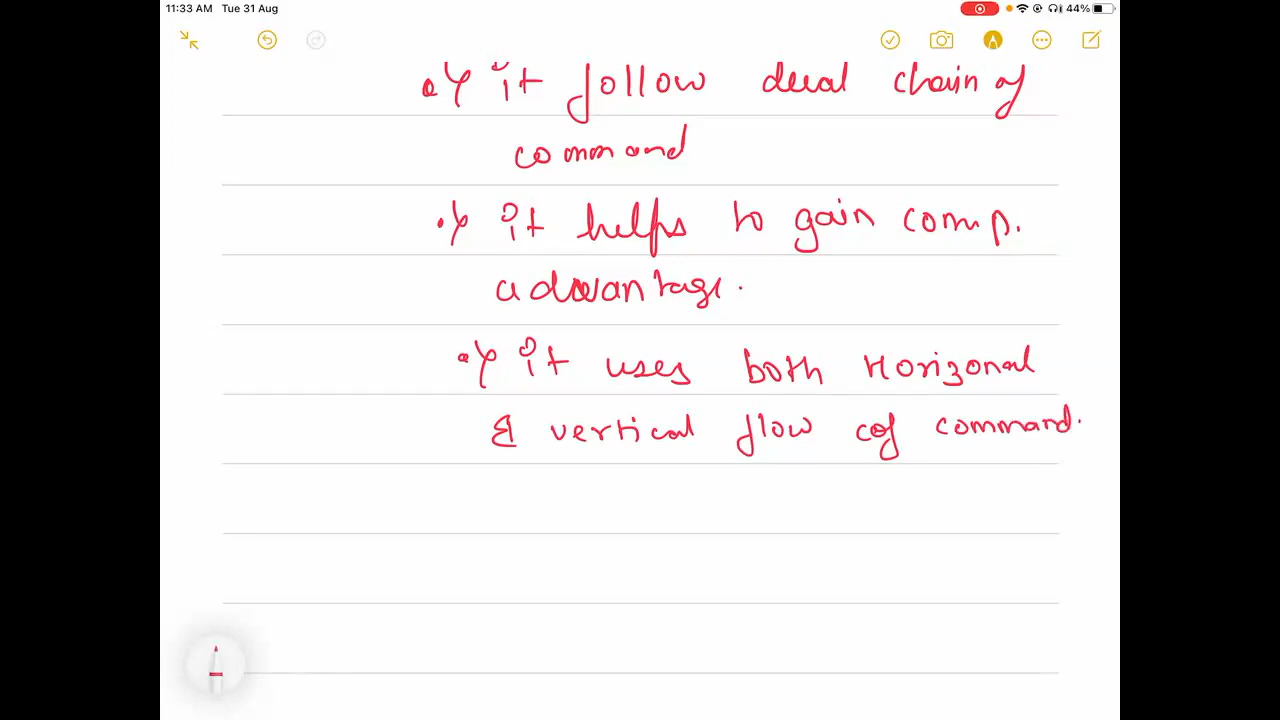 11:33 AM Tue 31 Aug 44%
it follow dual chain of
command
it helps to gain comp.
advantage.
it uses both Horizonal
& vertical flow of command.